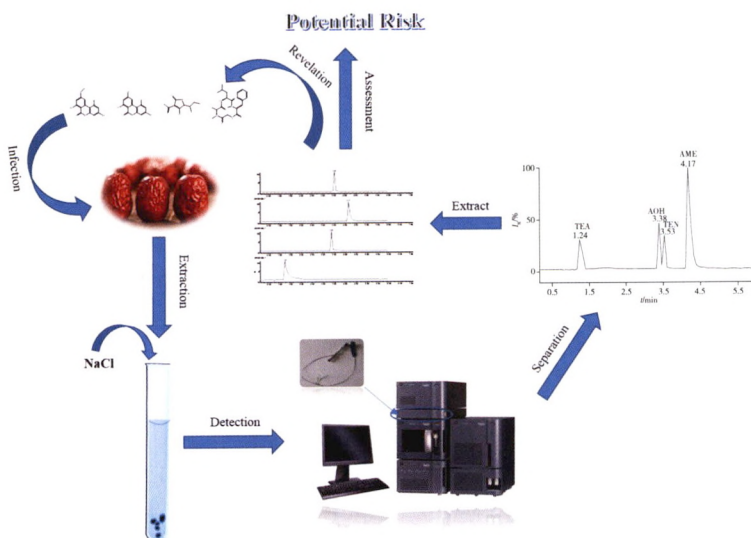 Potential Risk
Revelation
Assessment
Infection
Extraction
NaCl
Detection
Separation
Extract
AME
4.17
AOH
3.38
TEN
3.53
TEA
1.24
100
50
0
0.5 1.5 2.5 3.5 4.5 5.5
t/min